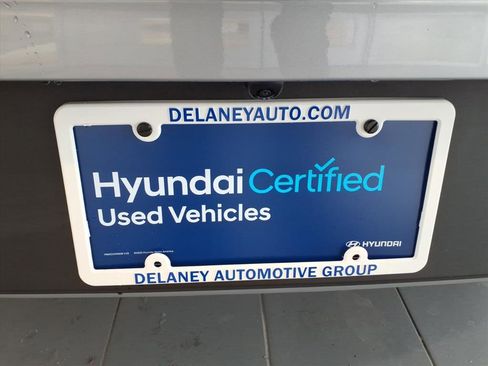 DELANEYAUTO.COM
Hyundai Certified
Used Vehicles
HYUNDAI
DELANEY AUTOMOTIVE GROUP